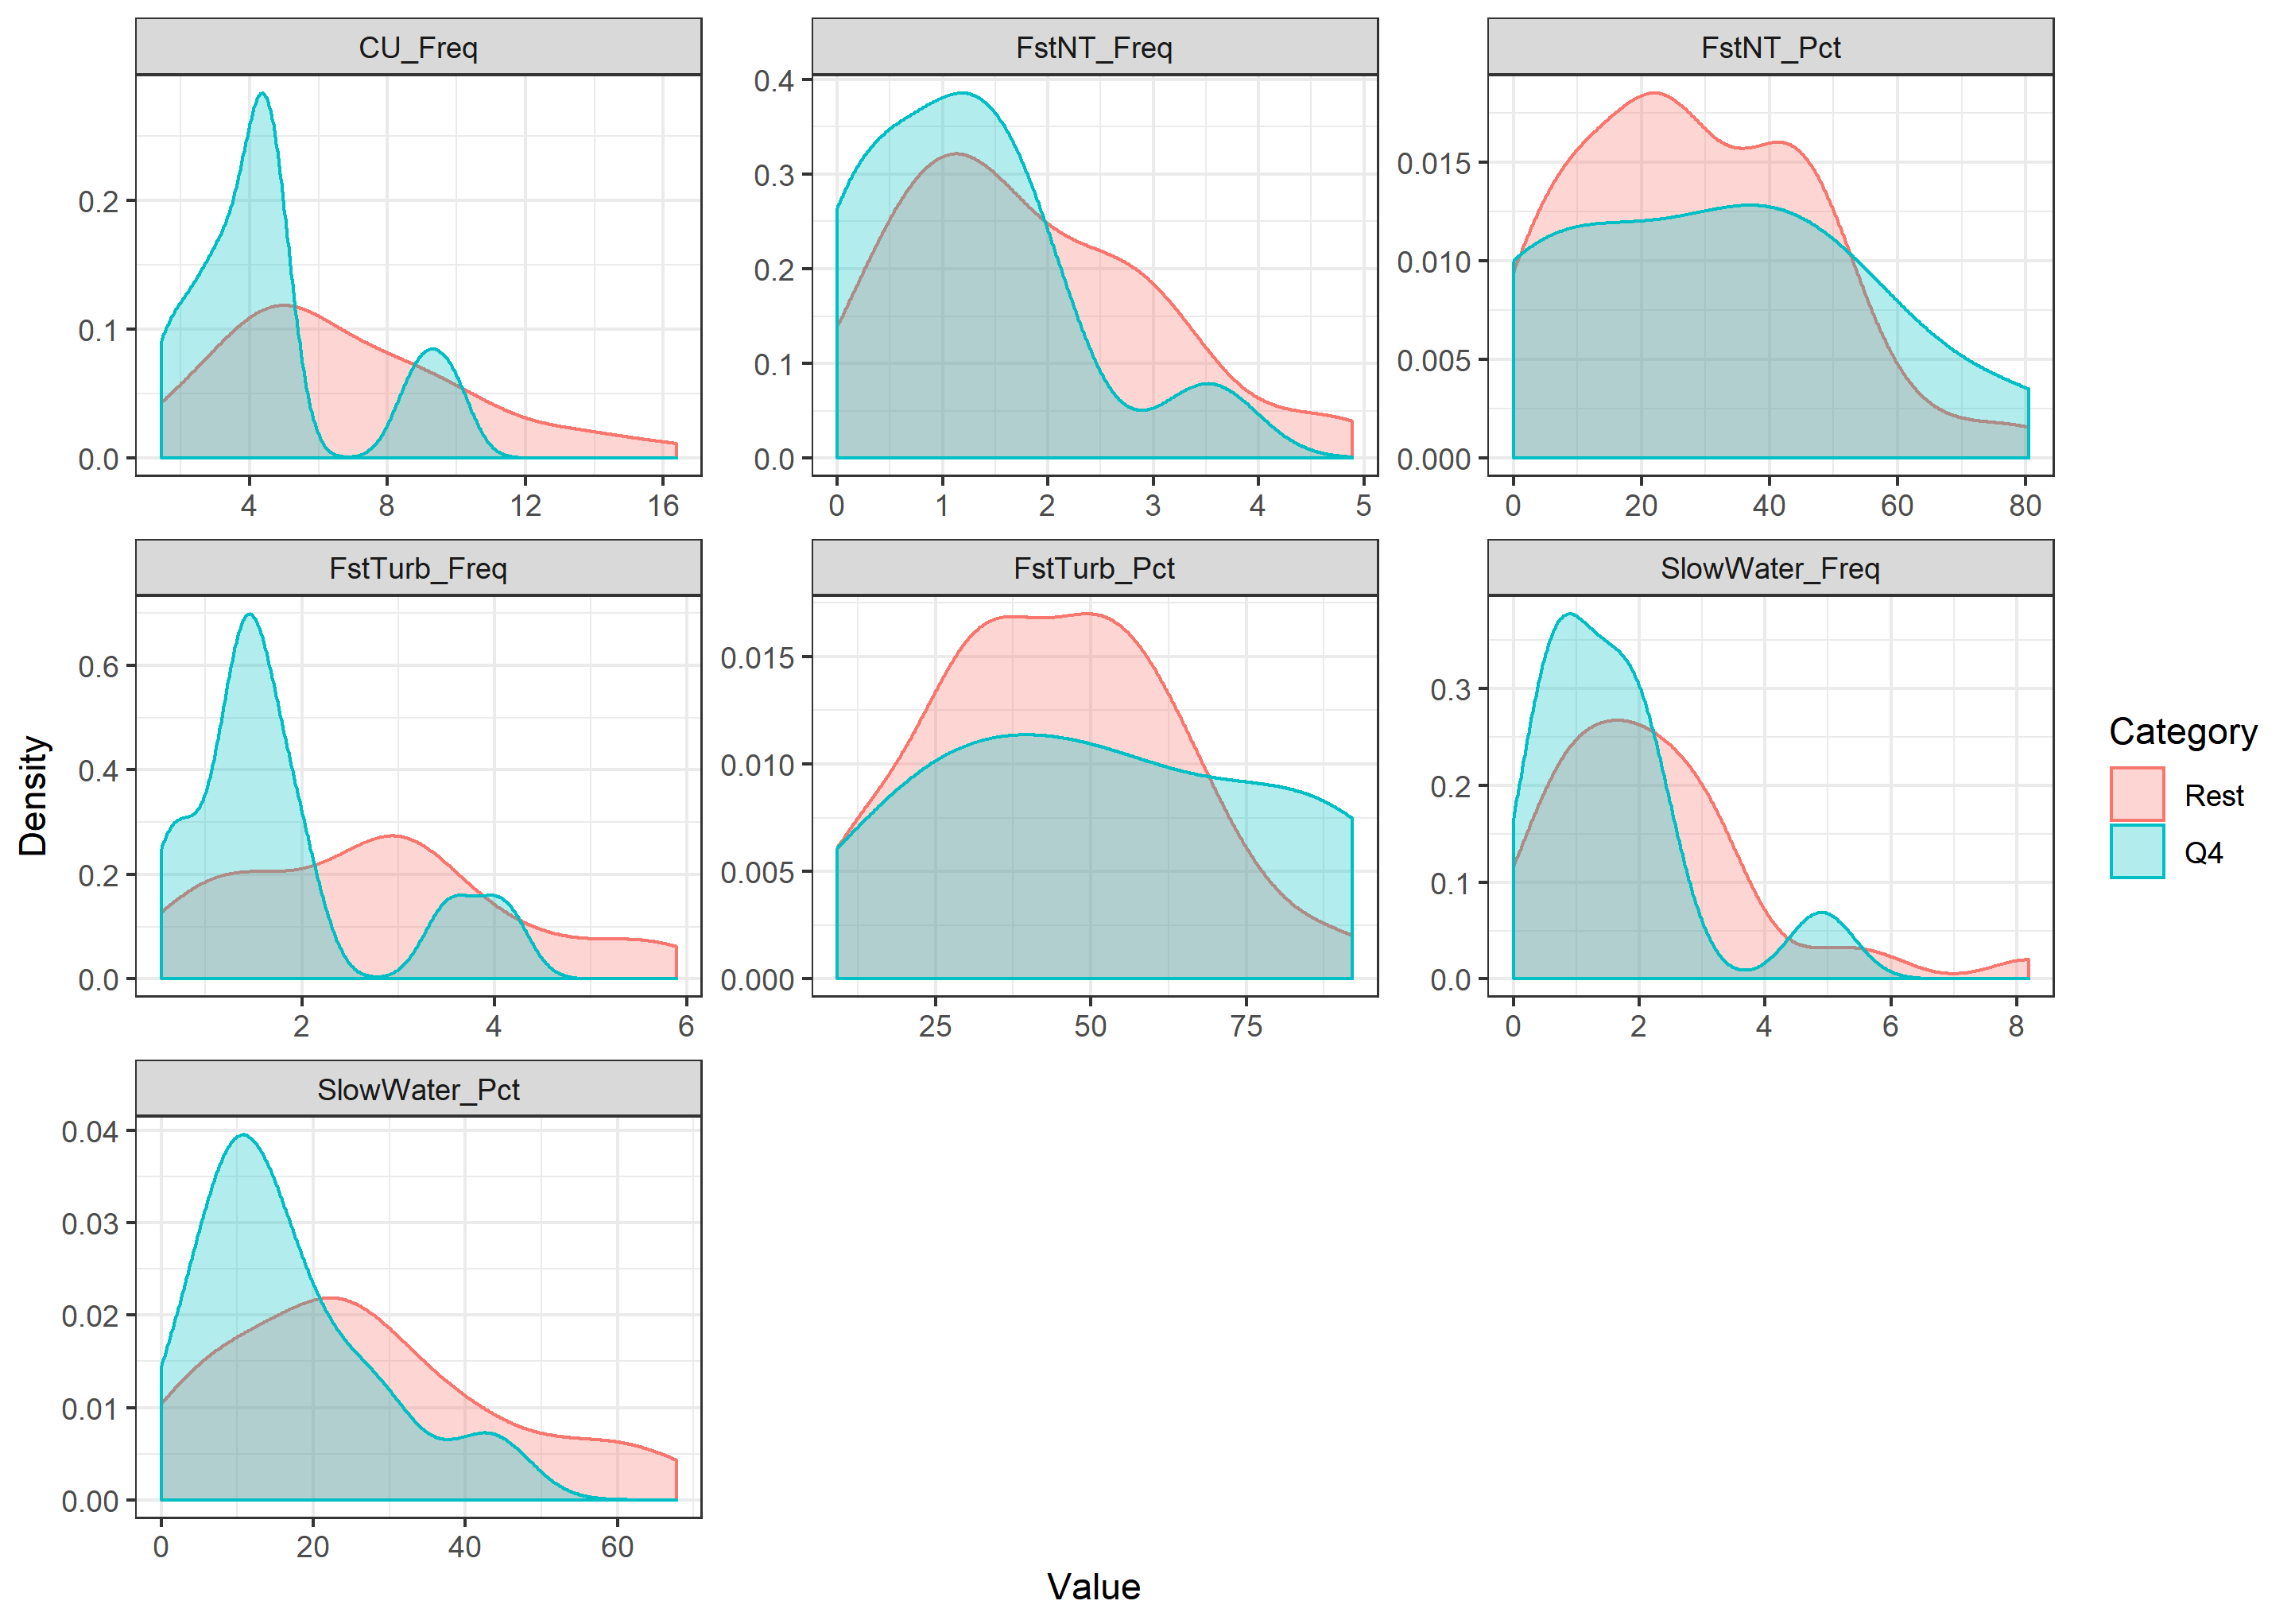 CU_Freq FstNT_Freq FstNT_Pct
0.2
0.1
0.0
4 8 12 16
0.4
0.3
0.2
0.1
0.0
0 1 2 3 4 5
0.015
0.010
0.005
0.000
0 20 40 60 80
FstTurb_Freq FstTurb_Pct SlowWater_Freq
0.6
0.4
0.2
0.0
2 4 6
0.015
0.010
0.005
0.000
25 50 75
0.3
0.2
0.1
0.0
0 2 4 6 8
SlowWater_Pct
0.04
0.03
0.02
0.01
0.00
0 20 40 60
Density
Value
Category
Rest
Q4